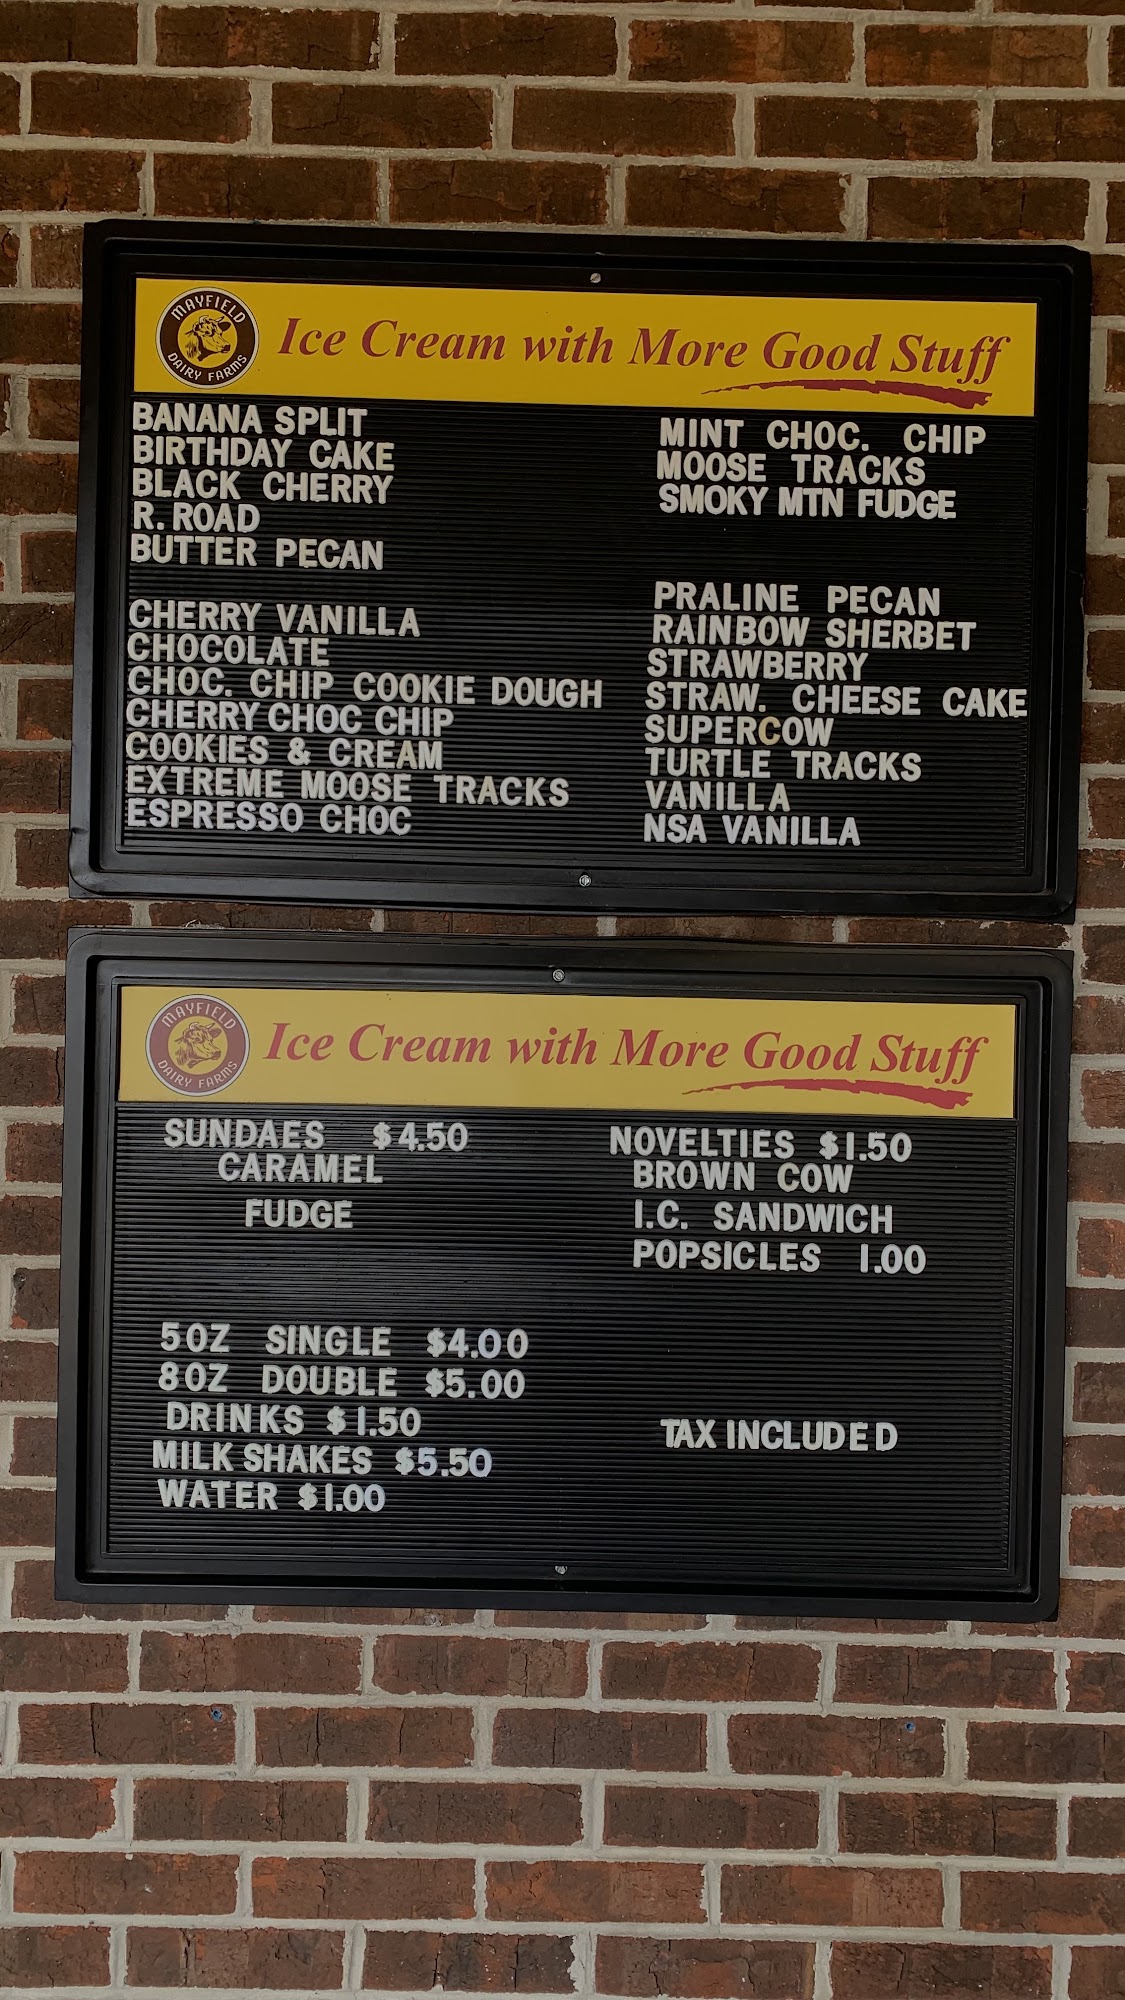 MAYFIELD
DAIRY FARMS
Ice Cream with More Good Stuff
BANANA SPLIT
BIRTHDAY CAKE
BLACK CHERRY
R. ROAD
BUTTER PECAN
CHERRY VANILLA
CHOCOLATE
CHOC. CHIP COOKIE DOUGH
CHERRY CHOC CHIP
COOKIES & CREAM
EXTREME MOOSE TRACKS
ESPRESSO CHOC
MINT CHOC. CHIP
MOOSE TRACKS
SMOKY MTN FUDGE
PRALINE PECAN
RAINBOW SHERBET
STRAWBERRY
STRAW. CHEESE CAKE
SUPERCOW
TURTLE TRACKS
VANILLA
NSA VANILLA
MAYFIELD
DAIRY FARMS
Ice Cream with More Good Stuff
SUNDAES $4.50
CARAMEL
FUDGE
5OZ SINGLE $4.00
8OZ DOUBLE $5.00
DRINKS $1.50
MILK SHAKES $5.50
WATER $1.00
NOVELTIES $1.50
BROWN COW
I.C. SANDWICH
POPSICLES 1.00
TAX INCLUDED